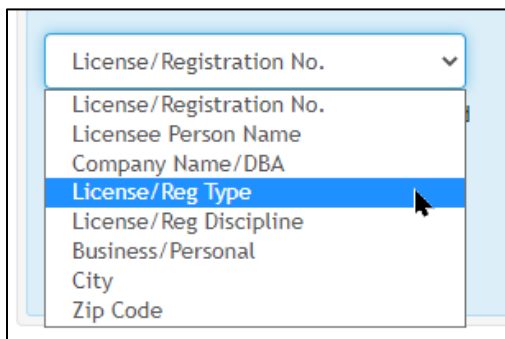 License/Registration No.
License/Registration No.
Licensee Person Name
Company Name/DBA
License/Reg Type
License/Reg Discipline
Business/Personal
City
Zip Code